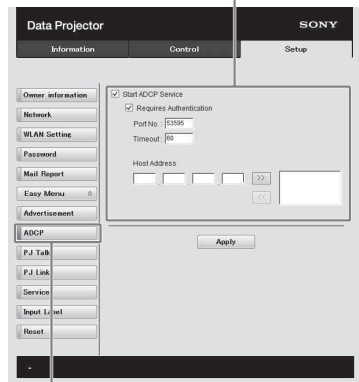 Data Projector
SONY
Information
Control
Setup
Owner information
Network
WLAN Setting
Password
Mail Report
Easy Menu
Advertisement
ADCP
PJ Talk
PJ Link
Service
Input Label
Reset
Start ADCP Service
Requires Authentication
Port No. : 53595
Timeout : 60
Host Address
. . .
>>
<<
Apply
-